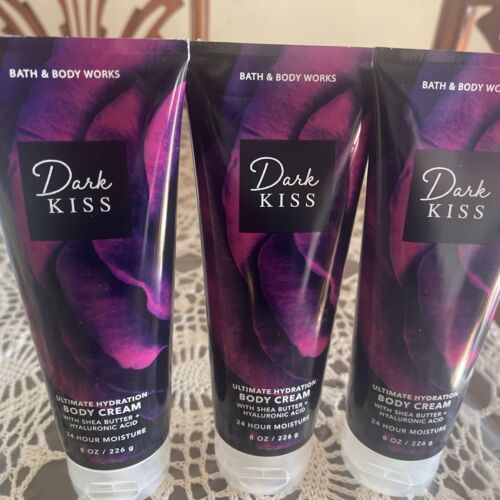 BATH & BODY WORKS
Dark
KISS
ULTIMATE HYDRATION
BODY CREAM
WITH SHEA BUTTER +
HYALURONIC ACID
24 HOUR MOISTURE
8 OZ / 226 g
BATH & BODY WORKS
Dark
KISS
ULTIMATE HYDRATION
BODY CREAM
WITH SHEA BUTTER +
HYALURONIC ACID
24 HOUR MOISTURE
8 OZ / 226 g
BATH & BODY WORKS
Dark
KISS
ULTIMATE HYDRATION
BODY CREAM
WITH SHEA BUTTER +
HYALURONIC ACID
24 HOUR MOISTURE
8 OZ / 226 g